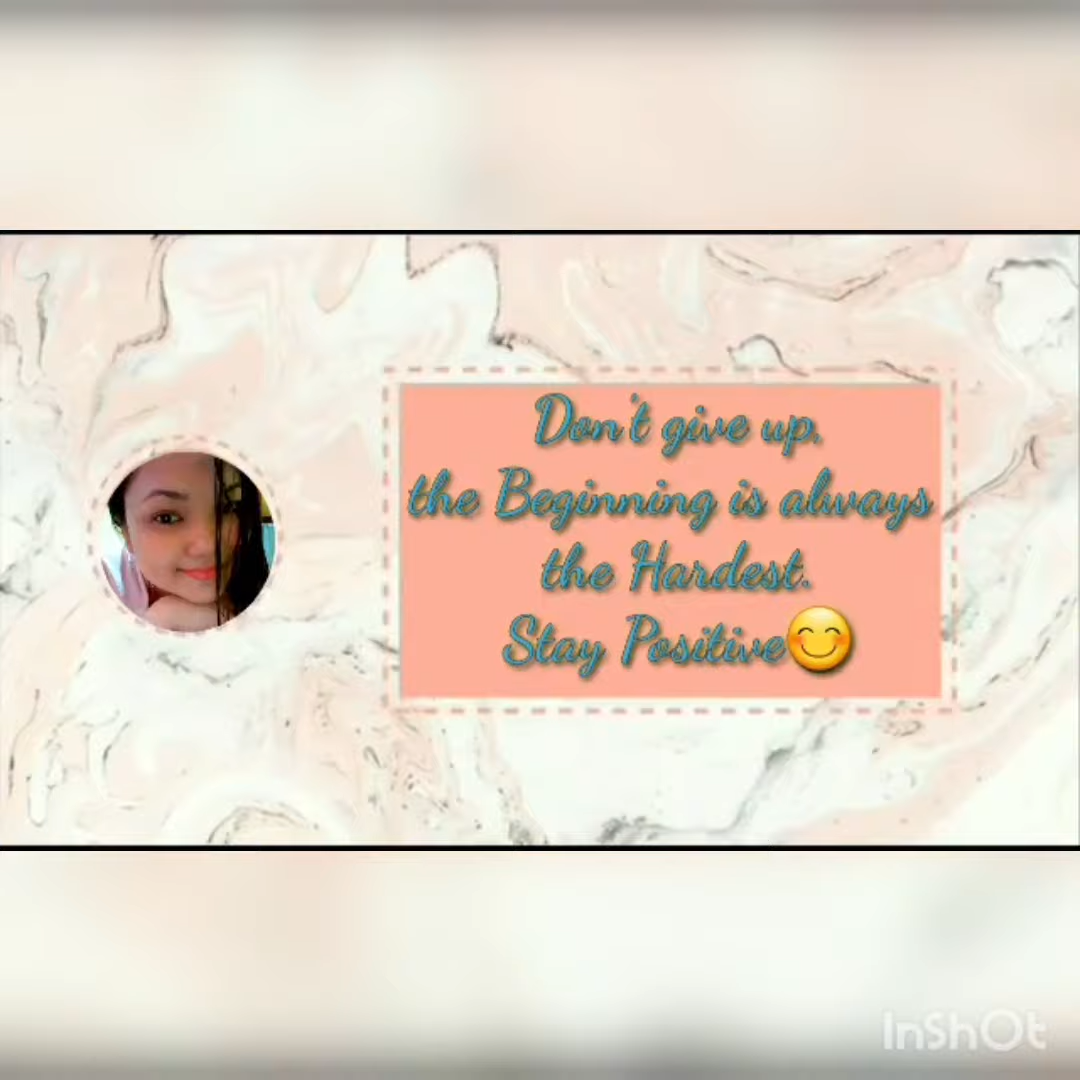 Don't give up,
the Beginning is always
the Hardest.
Stay Positive😊
InShOt